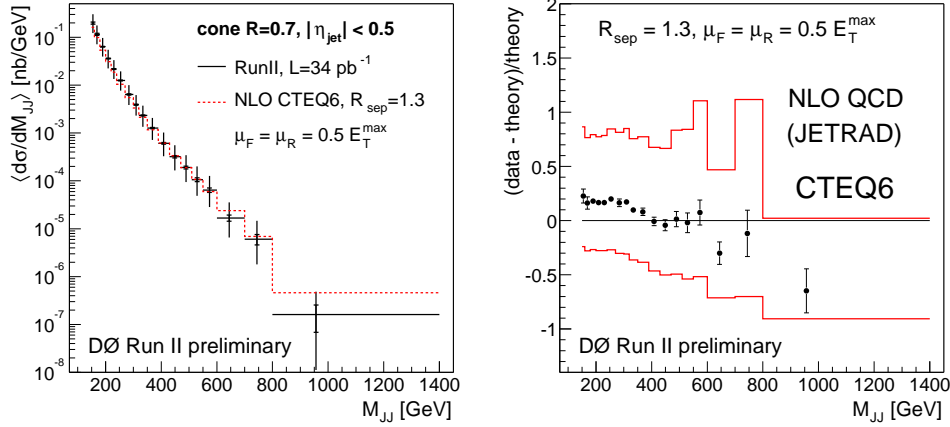 cone R=0.7, |η_jet| < 0.5
RunII, L=34 pb⁻¹
NLO CTEQ6, R_sep=1.3
μ_F = μ_R = 0.5 E_T^max
⟨dσ/dM_JJ⟩ [nb/GeV]
10⁻¹
10⁻²
10⁻³
10⁻⁴
10⁻⁵
10⁻⁶
10⁻⁷
10⁻⁸
DØ Run II preliminary
200 400 600 800 1000 1200 1400
M_JJ [GeV]
R_sep = 1.3, μ_F = μ_R = 0.5 E_T^max
NLO QCD
(JETRAD)
CTEQ6
(data - theory)/theory
2
1.5
1
0.5
0
-0.5
-1
DØ Run II preliminary
200 400 600 800 1000 1200 1400
M_JJ [GeV]